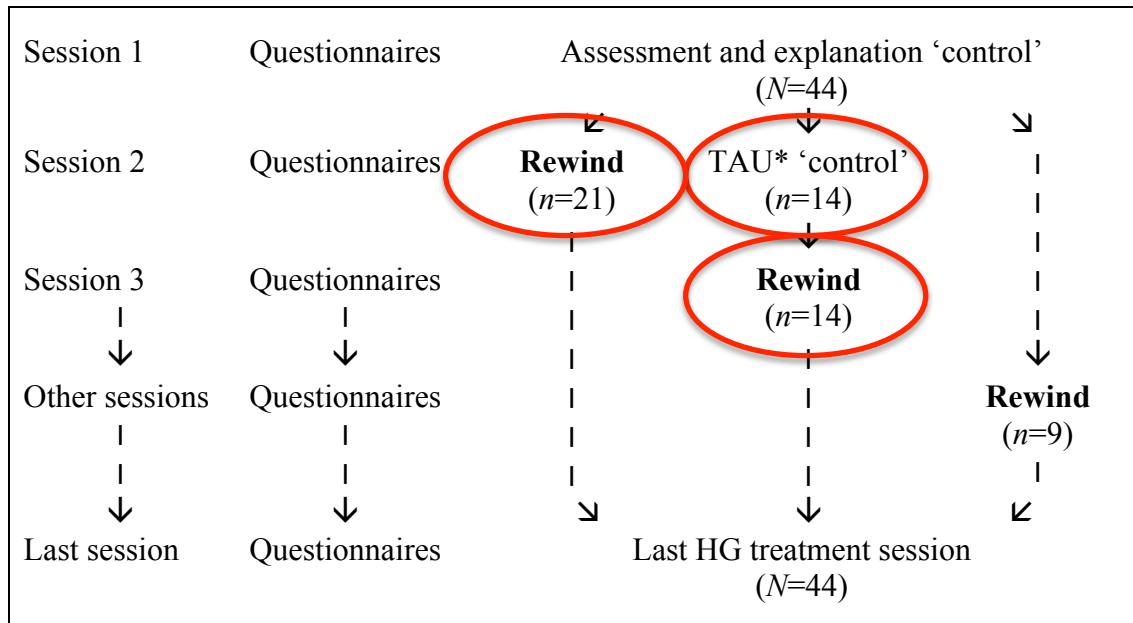 Session 1 Questionnaires Assessment and explanation ‘control’
(N=44)
Session 2 Questionnaires Rewind TAU* ‘control’
(n=21) (n=14)
Session 3 Questionnaires Rewind
(n=14)
Other sessions Questionnaires Rewind
(n=9)
Last session Questionnaires Last HG treatment session
(N=44)